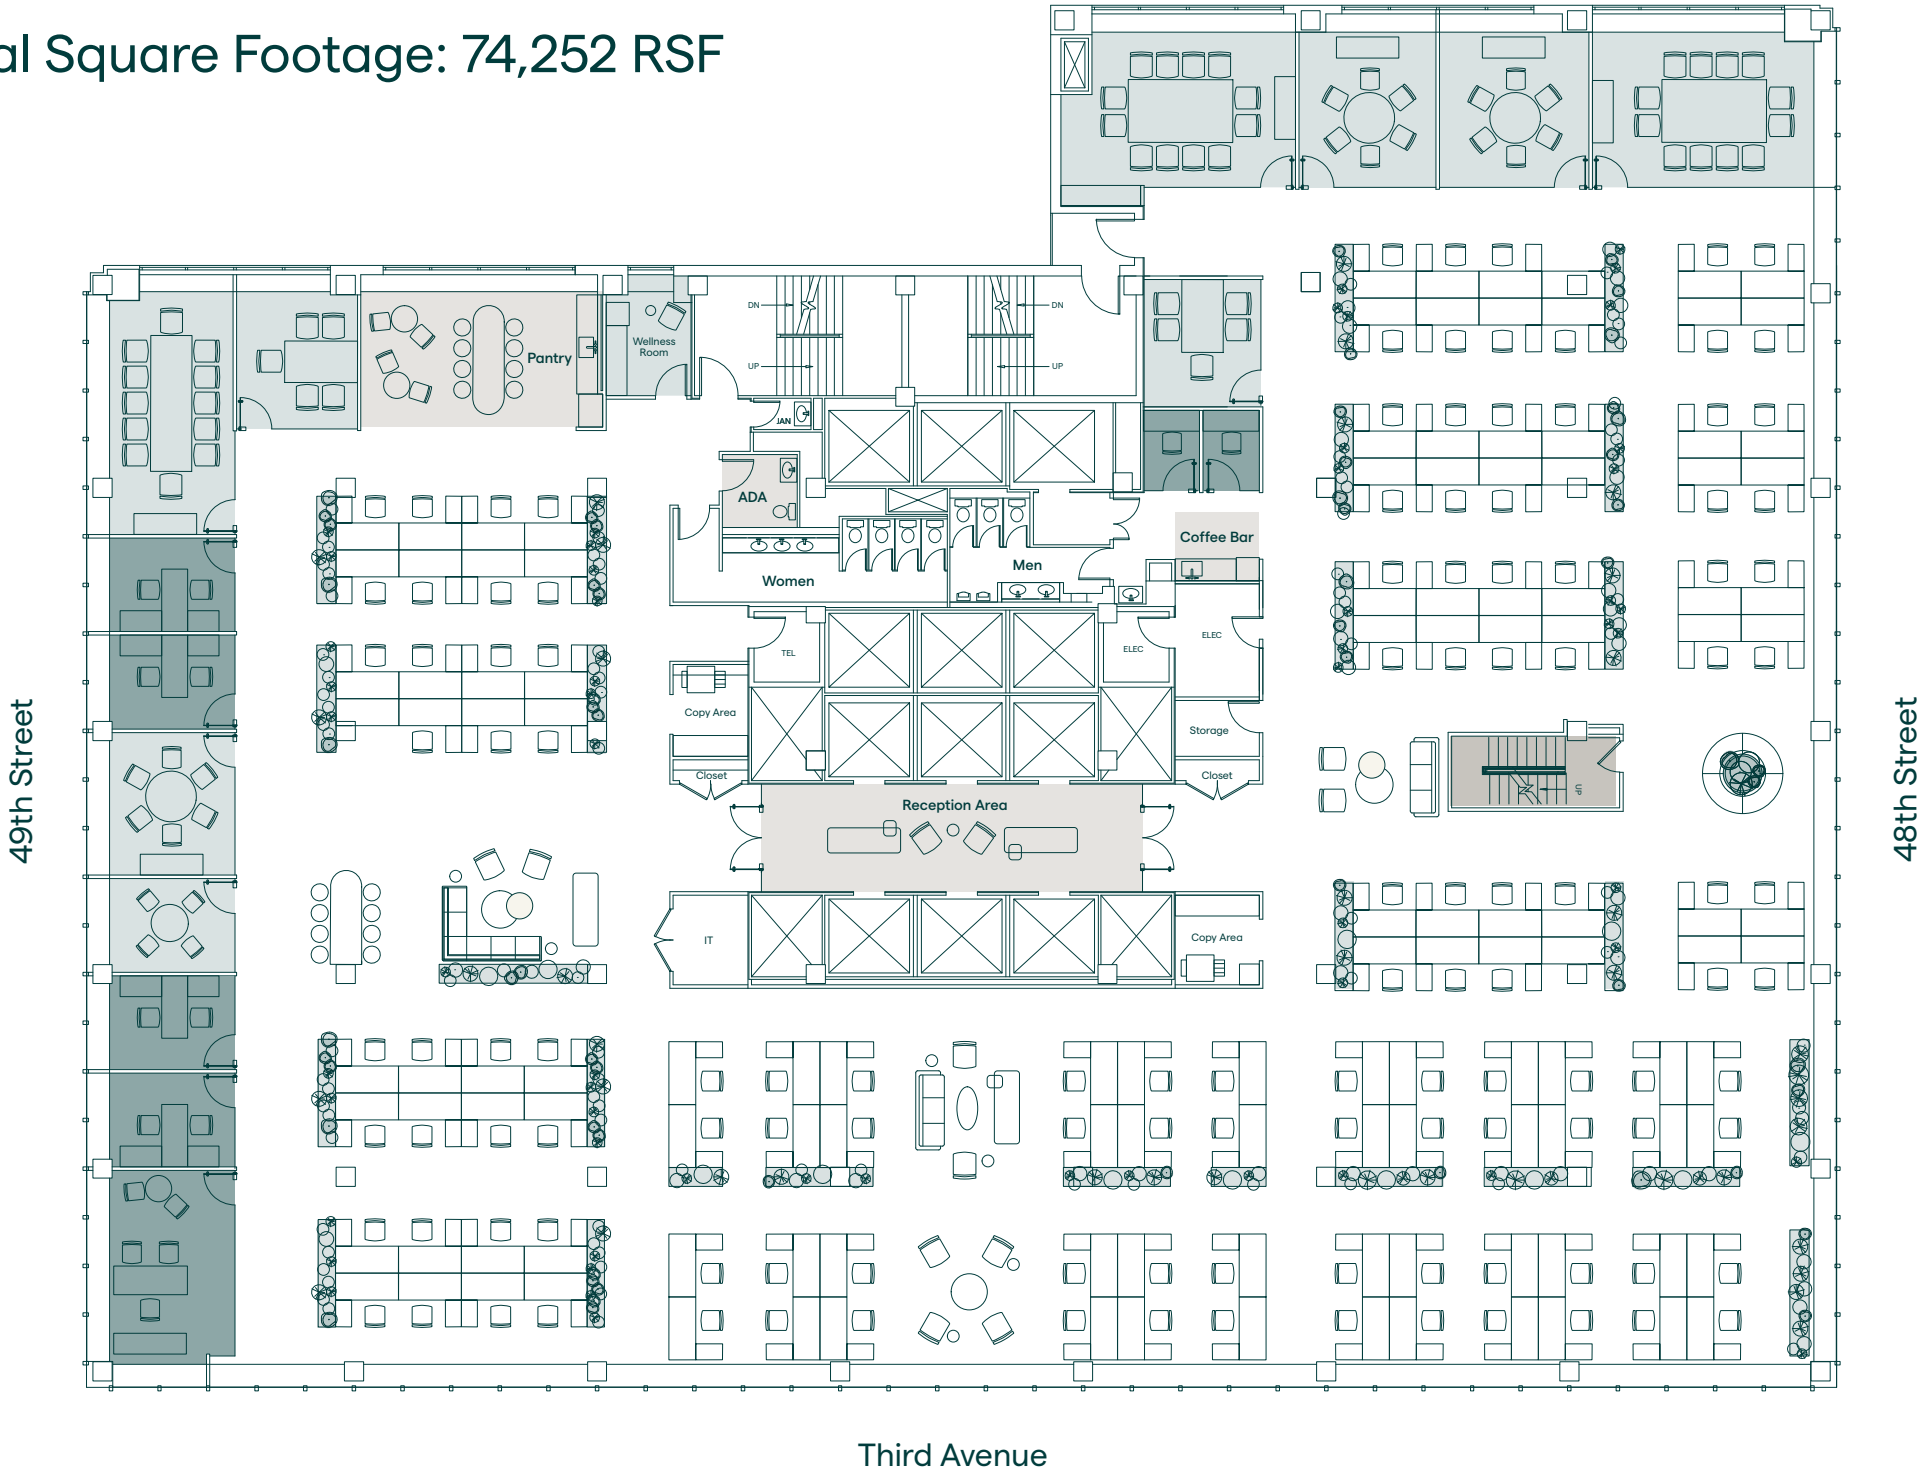 al Square Footage: 74,252 RSF
DN
DN
Wellness
Room
Pantry
UP
UP
JAN
ADA
Coffee Bar
Men
Women
ELEC
TEL
ELEC
Copy Area
Storage
Closet
Closet
Reception Area
UP
49th Street
48th Street
IT
Copy Area
Third Avenue